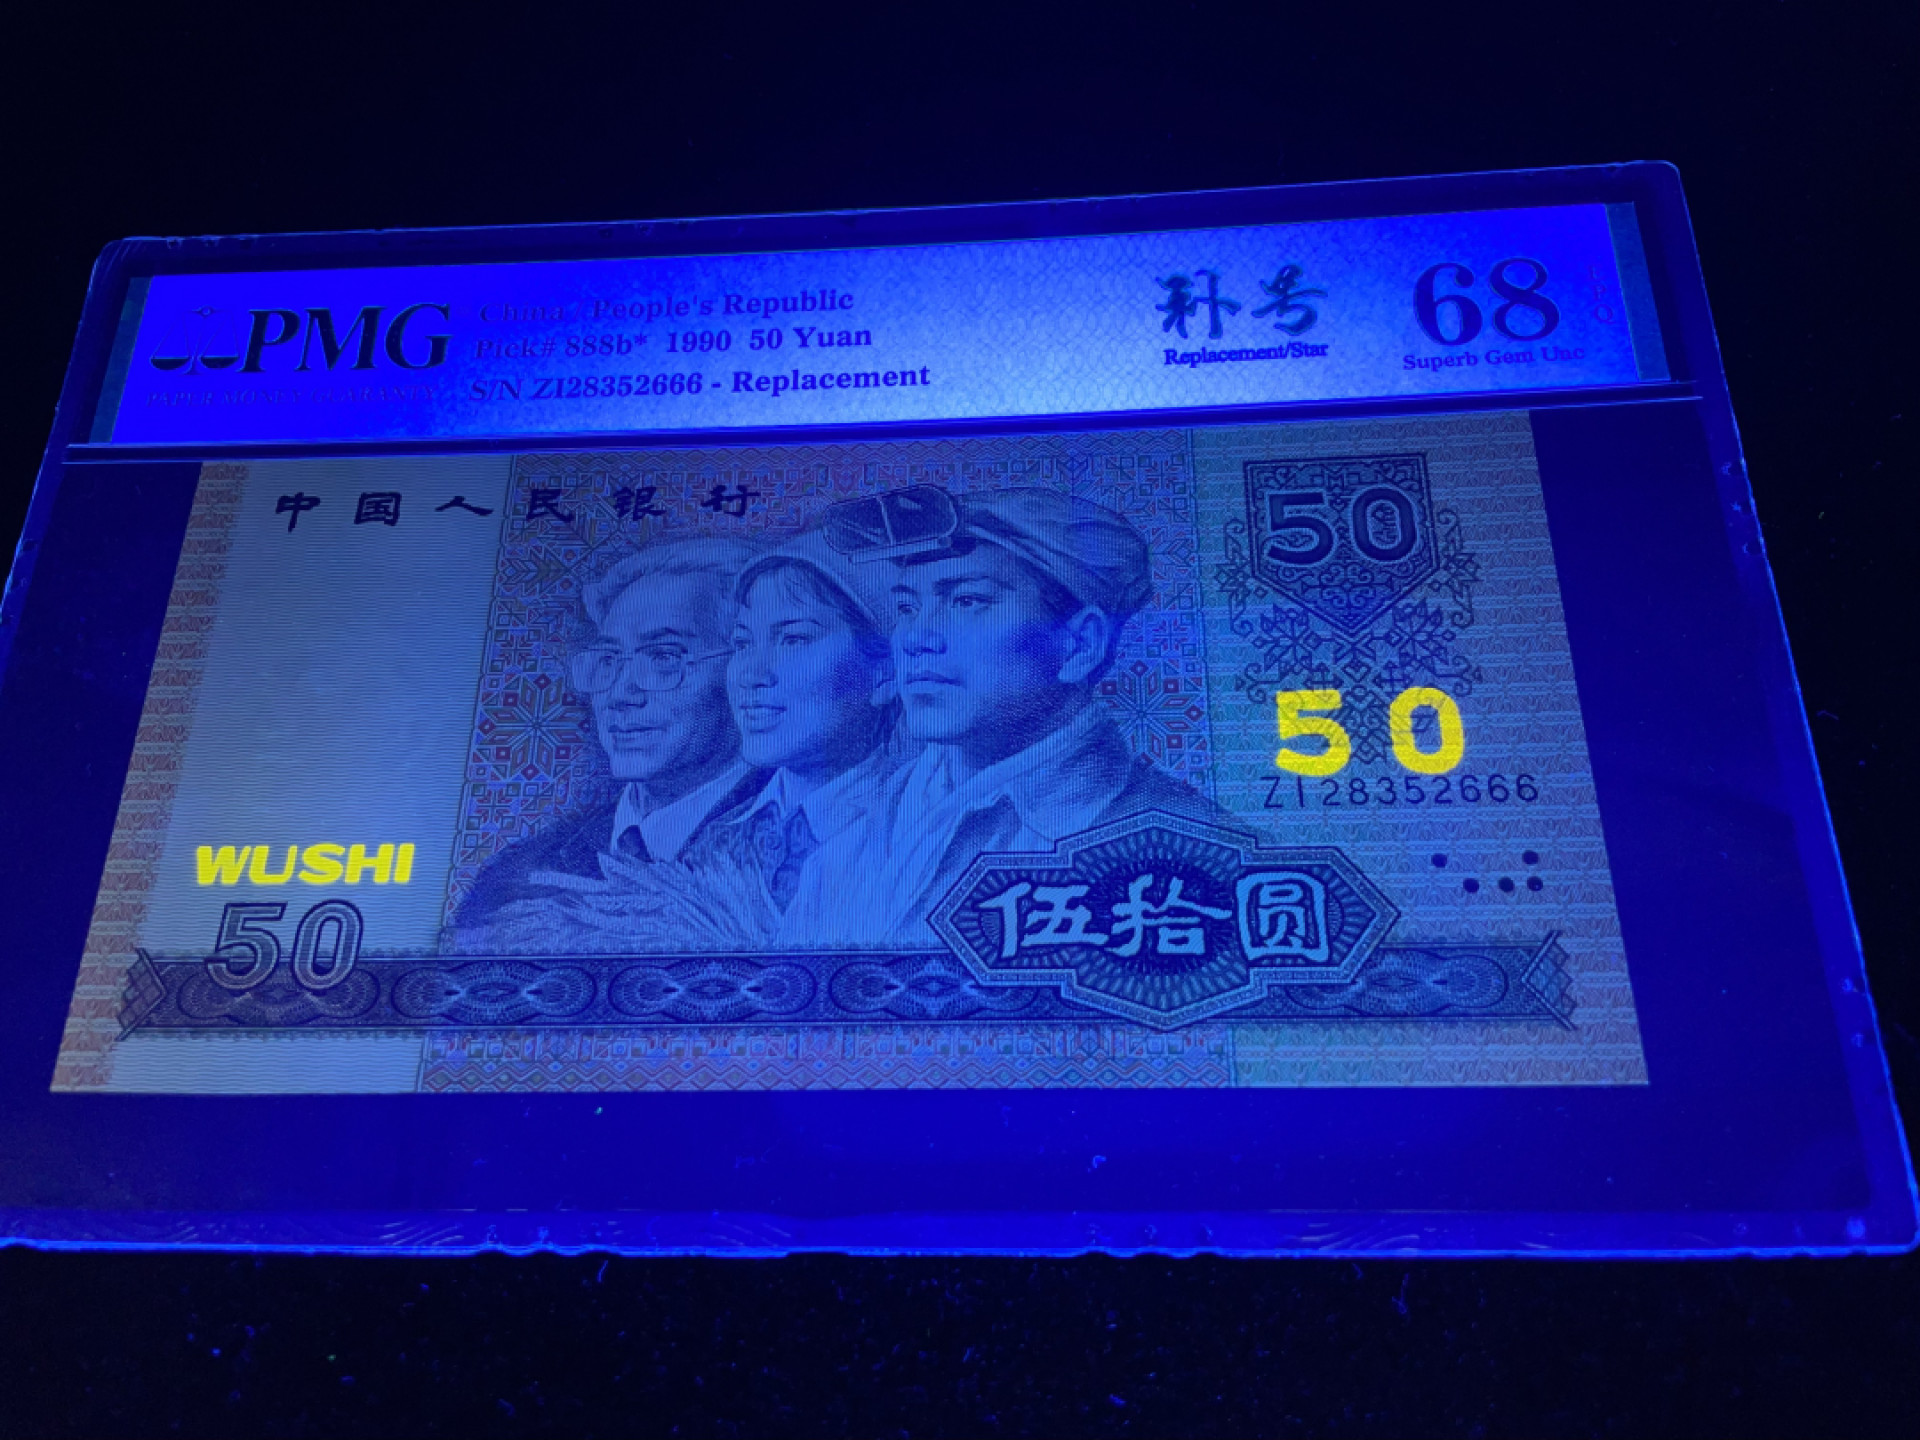 PMG
PAPER MONEY GUARANTY
China / People's Republic
Pick# 888b* 1990 50 Yuan
S/N ZI28352666 - Replacement
补号
Replacement/Star
68
EPQ
Superb Gem Unc
中国人民银行
50
50
ZI28352666
WUSHI
50
伍拾圆